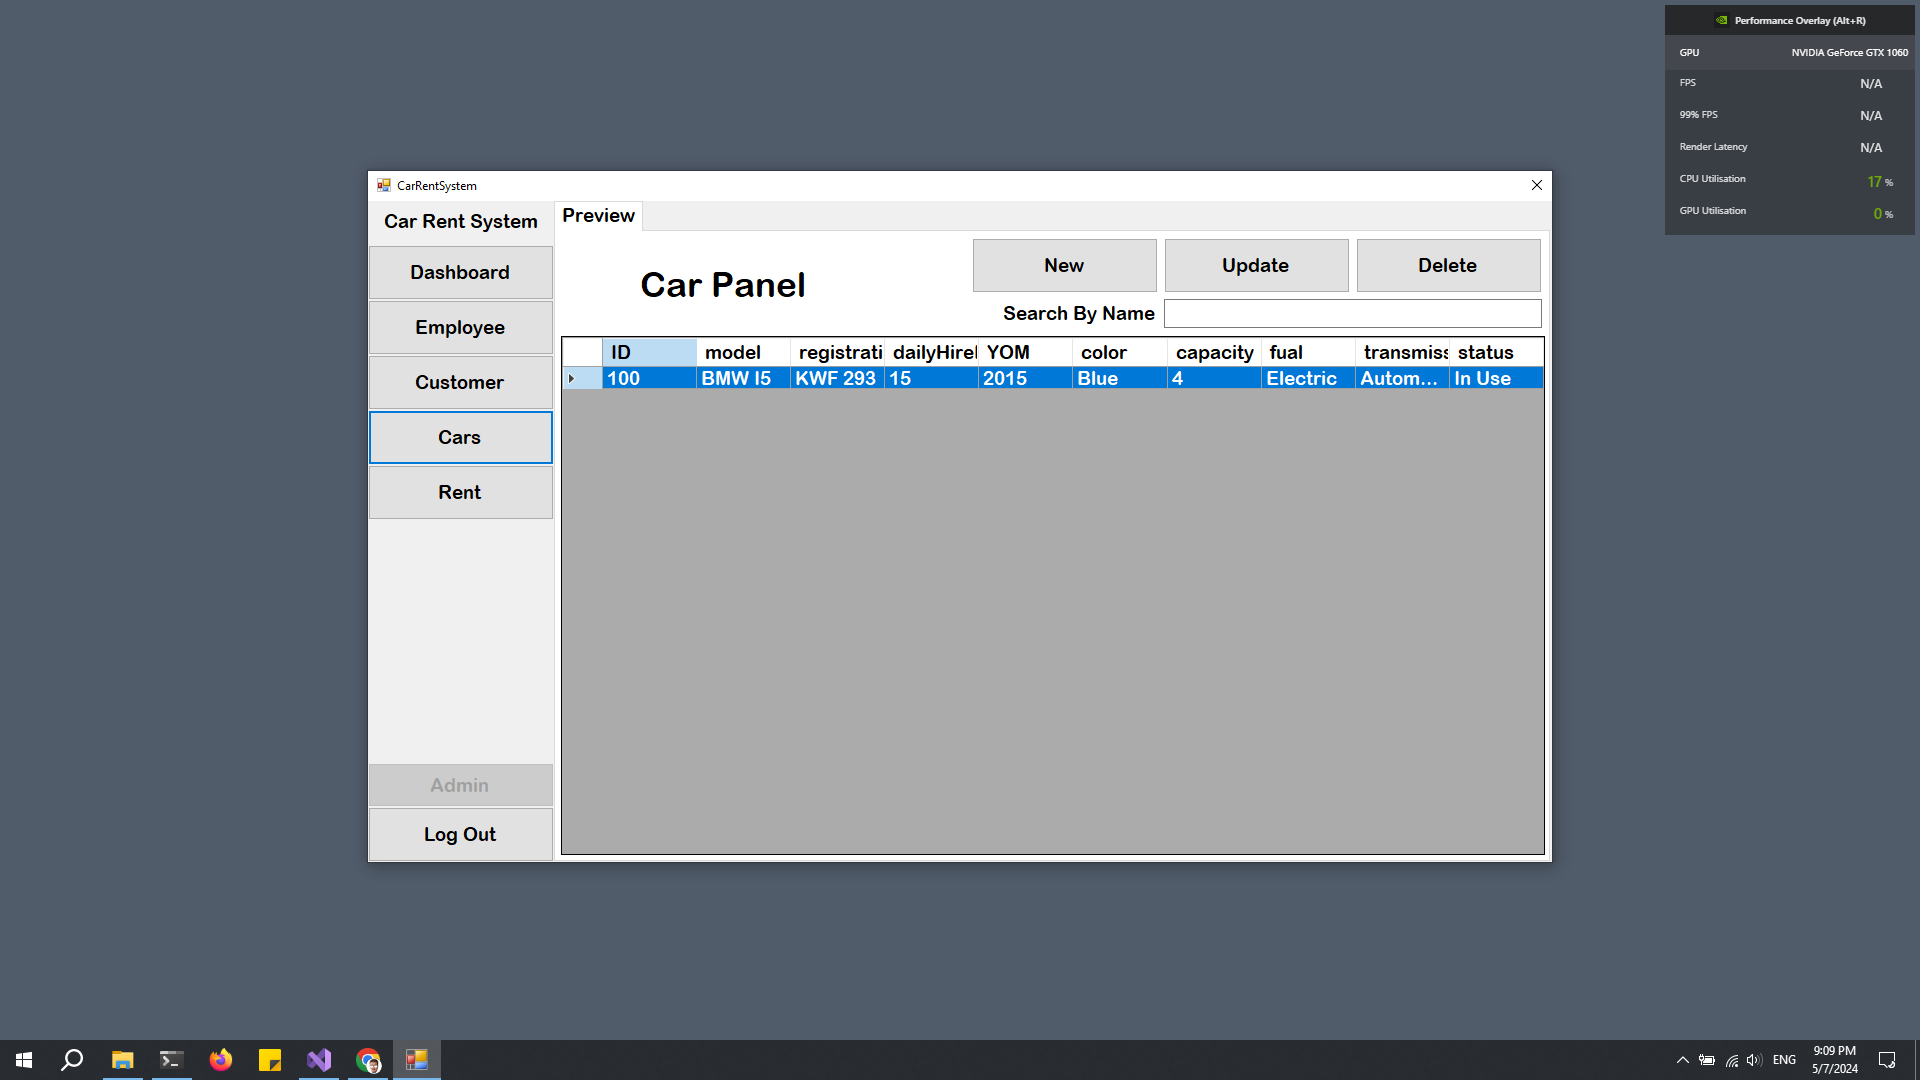 Performance Overlay (Alt+R)
GPU NVIDIA GeForce GTX 1060
FPS N/A
99% FPS N/A
Render Latency N/A
CPU Utilisation 17 %
GPU Utilisation 0 %
CarRentSystem
Car Rent System
Preview
Dashboard
Employee
Customer
Cars
Rent
Admin
Log Out
Car Panel
New Update Delete
Search By Name
ID model registrati dailyHirel YOM color capacity fual transmiss status
100 BMW I5 KWF 293 15 2015 Blue 4 Electric Autom... In Use
ENG
9:09 PM
5/7/2024